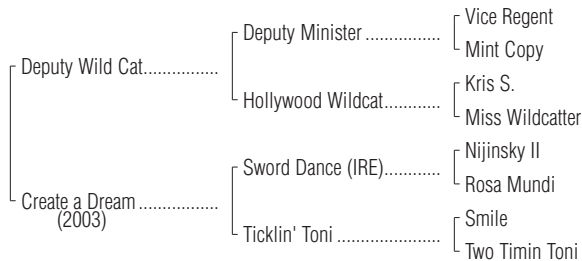 Vice Regent
Deputy Minister ................
Mint Copy
Deputy Wild Cat................
Kris S.
Hollywood Wildcat............
Miss Wildcatter
Nijinsky II
Sword Dance (IRE)............
Rosa Mundi
Create a Dream .................
(2003)
Smile
Ticklin' Toni .....................
Two Timin Toni